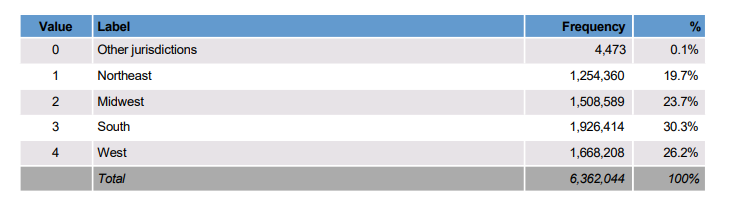 Value Label Frequency %
0 Other jurisdictions 4,473 0.1%
1 Northeast 1,254,360 19.7%
2 Midwest 1,508,589 23.7%
3 South 1,926,414 30.3%
4 West 1,668,208 26.2%
Total 6,362,044 100%